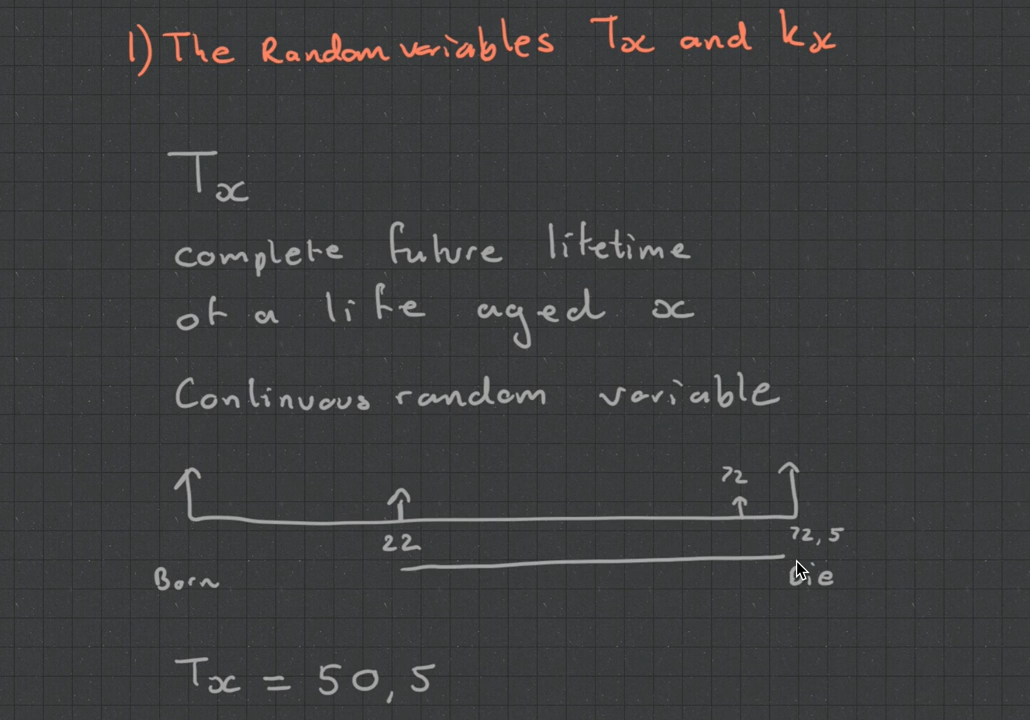 1) The Random variables Tx and kx
Tx
complete future lifetime
of a life aged x
Continuous random variable
72
22
72,5
Born
Die
Tx = 50,5